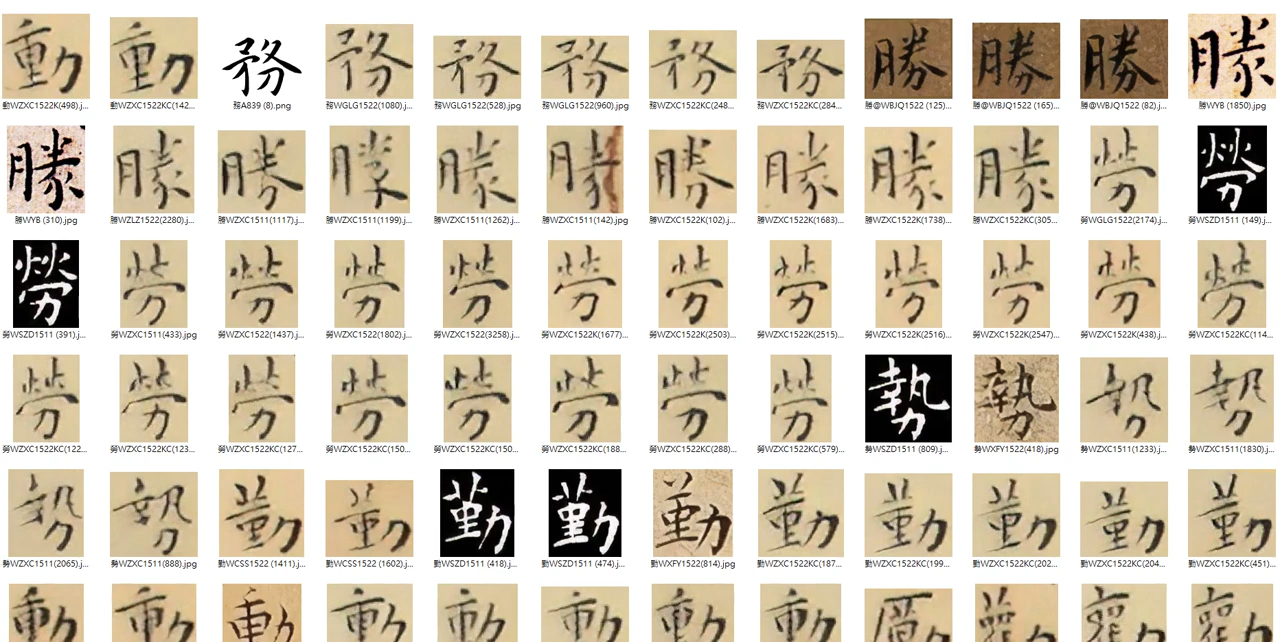 動 動 務 務 務 務 務 務 勝 勝 勝 勝
動WZXC1522K(498).j... 動WZXC1522KC(142... 務A839 (8).png 務WGLG1522(1080).j... 務WGLG1522(528).jpg 務WGLG1522(960).jpg 務WZXC1522KC(248... 務WZXC1522KC(284... 勝@WBJQ1522 (125)... 勝@WBJQ1522 (165)... 勝@WBJQ1522 (82).j... 勝WYB (1850).jpg
勝 勝 勝 勝 勝 勝 勝 勝 勝 勝 勞 勞
勝WYB (310).jpg 勝WZLZ1522(2280).j... 勝WZXC1511(1117).j... 勝WZXC1511(1199).j... 勝WZXC1511(1262).j... 勝WZXC1511(142).jpg 勝WZXC1522K(102).j... 勝WZXC1522K(1683)... 勝WZXC1522K(1738)... 勝WZXC1522KC(305... 勞WGLG1522(2174).j... 勞WSZD1511 (149).j...
勞 勞 勞 勞 勞 勞 勞 勞 勞 勞 勞 勞
勞WSZD1511 (391).j... 勞WZXC1511(433).jpg 勞WZXC1522(1437).j... 勞WZXC1522(1802).j... 勞WZXC1522(3258).j... 勞WZXC1522K(1677)... 勞WZXC1522K(2503)... 勞WZXC1522K(2515)... 勞WZXC1522K(2516)... 勞WZXC1522K(2547)... 勞WZXC1522K(438).j... 勞WZXC1522KC(114...
勞 勞 勞 勞 勞 勞 勞 勞 勢 勢 勢 勢
勞WZXC1522KC(122... 勞WZXC1522KC(123... 勞WZXC1522KC(127... 勞WZXC1522KC(150... 勞WZXC1522KC(150... 勞WZXC1522KC(188... 勞WZXC1522KC(288)... 勞WZXC1522KC(579)... 勢WSZD1511 (809).j... 勢WXFY1522(418).jpg 勢WZXC1511(1233).j... 勢WZXC1511(1830).j...
勢 勢 勤 勤 勤 勤 勤 勤 勤 勤 勤 勤
勢WZXC1511(2065).j... 勢WZXC1511(888).jpg 勤WCSS1522 (1411).j... 勤WCSS1522 (1602).j... 勤WSZD1511 (418).j... 勤WSZD1511 (474).j... 勤WXFY1522(814).jpg 勤WZXC1522KC(187... 勤WZXC1522KC(199... 勤WZXC1522KC(202... 勤WZXC1522KC(204... 勤WZXC1522KC(451)...
動 動 動 動 動 動 動 動